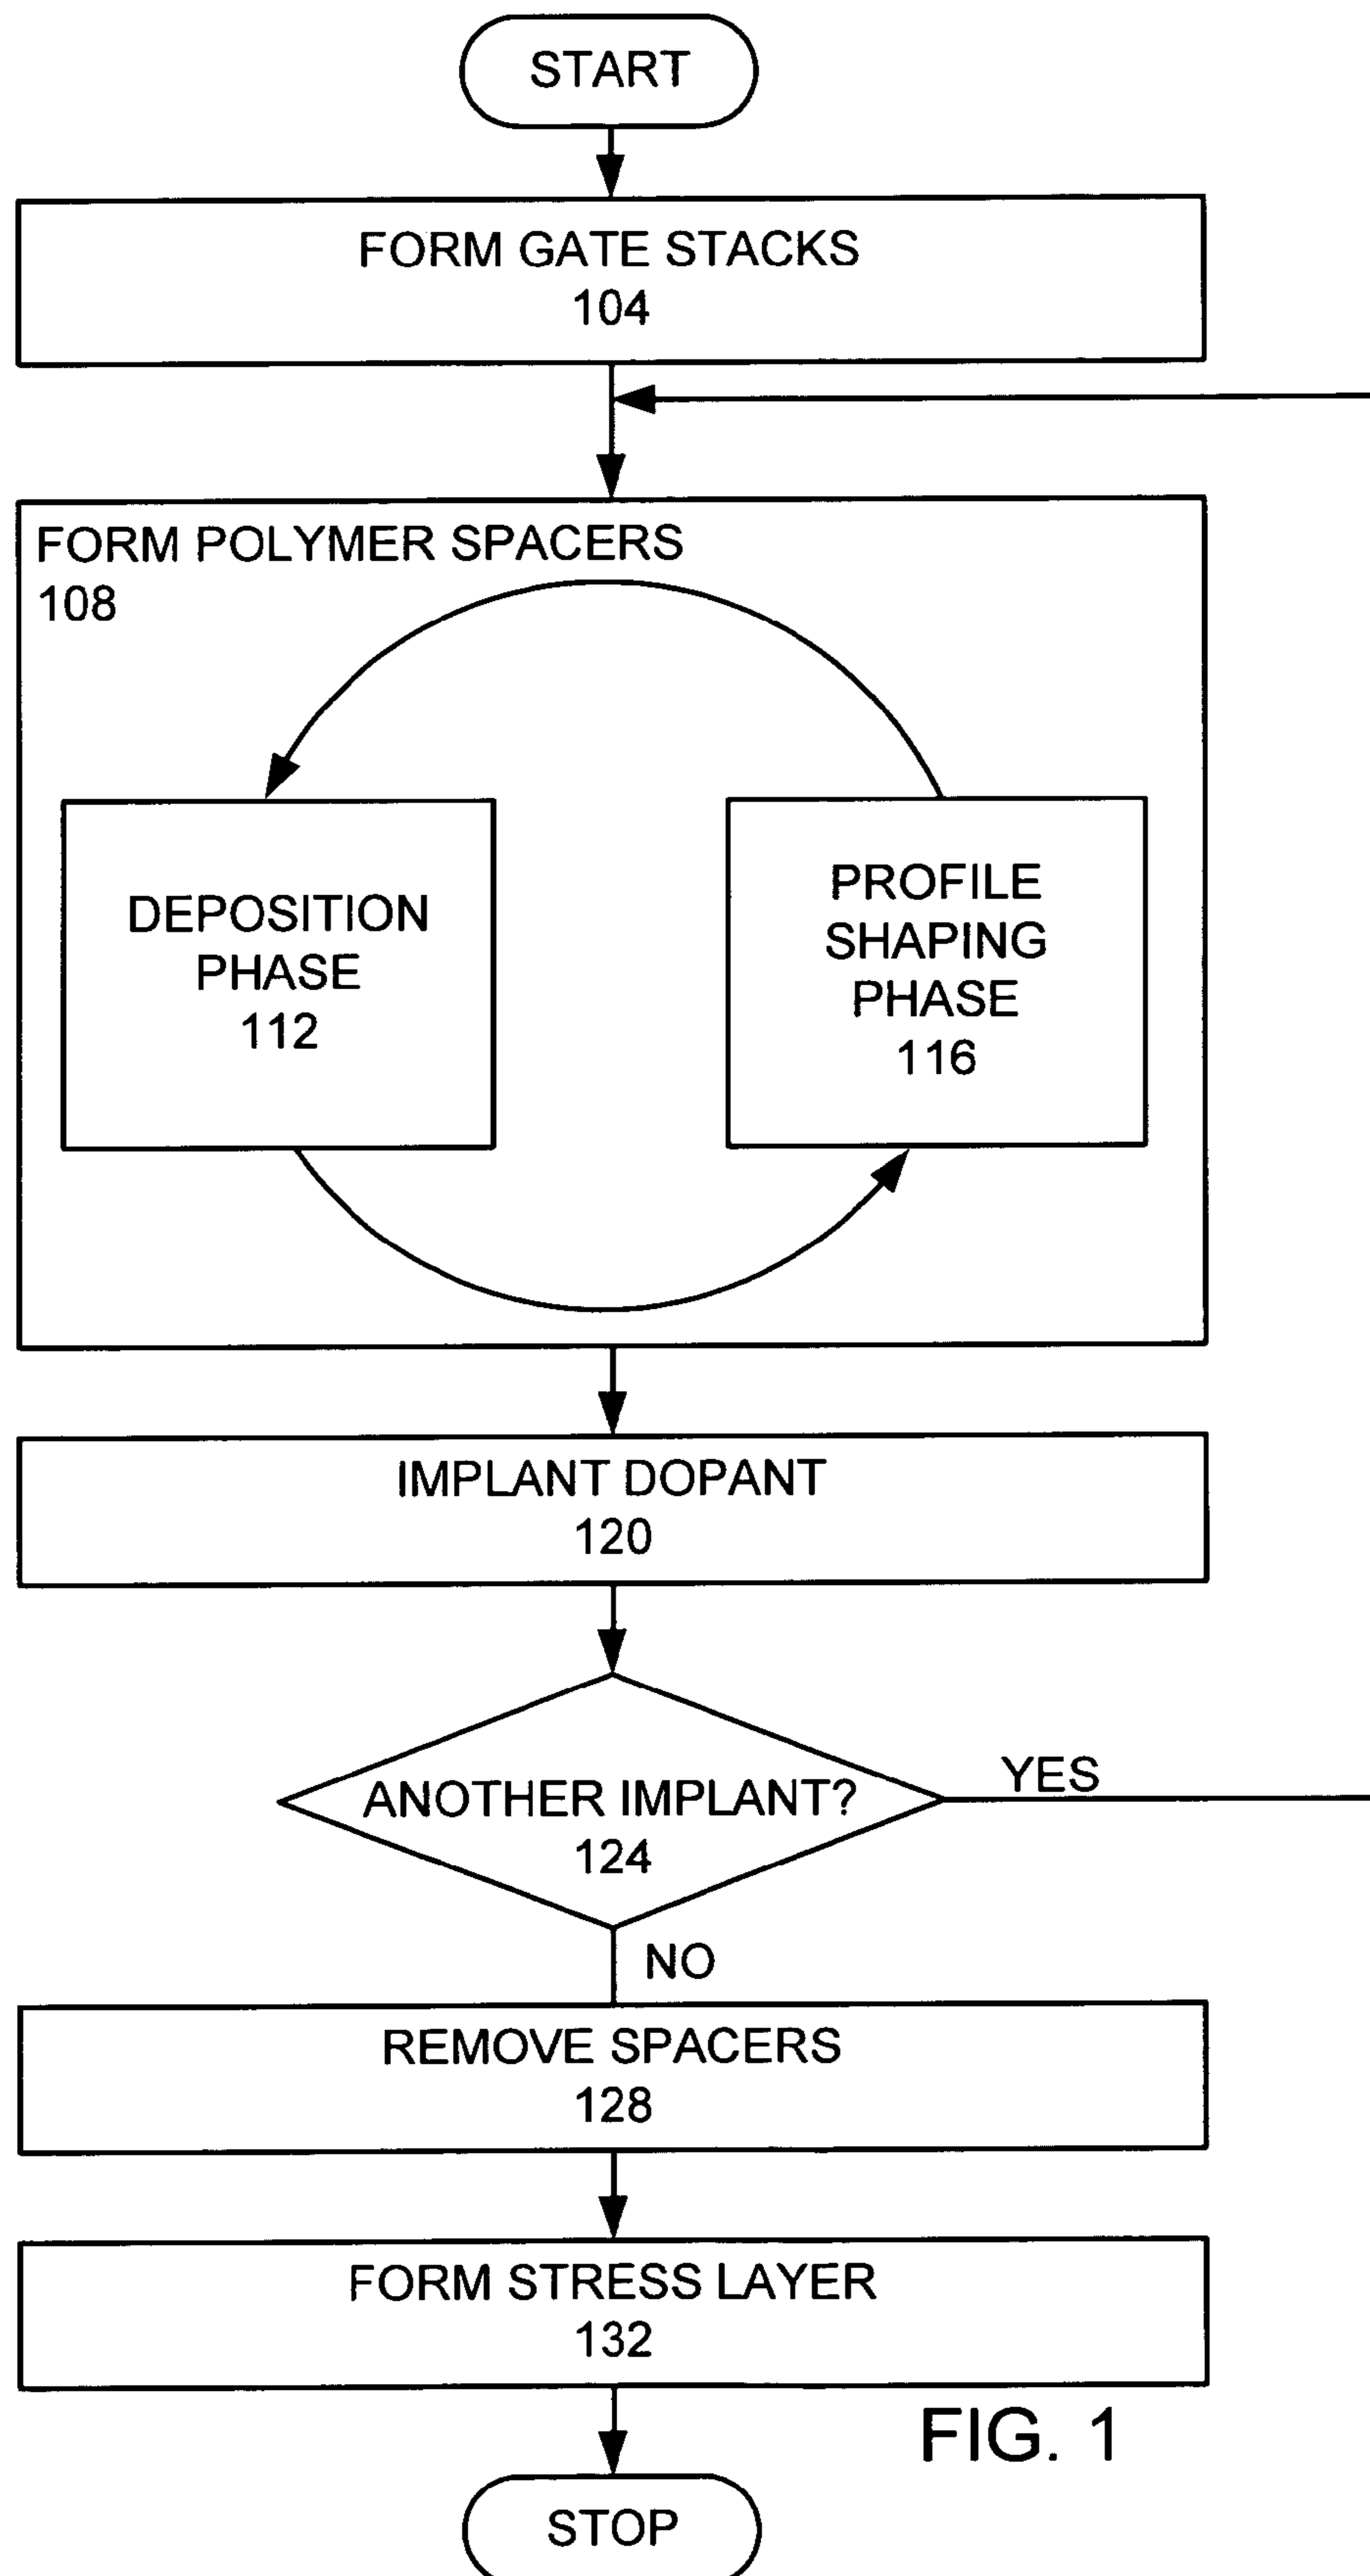 START
FORM GATE STACKS
104
FORM POLYMER SPACERS
108
DEPOSITION
PHASE
112
PROFILE
SHAPING
PHASE
116
IMPLANT DOPANT
120
ANOTHER IMPLANT?
124
YES
NO
REMOVE SPACERS
128
FORM STRESS LAYER
132
FIG. 1
STOP